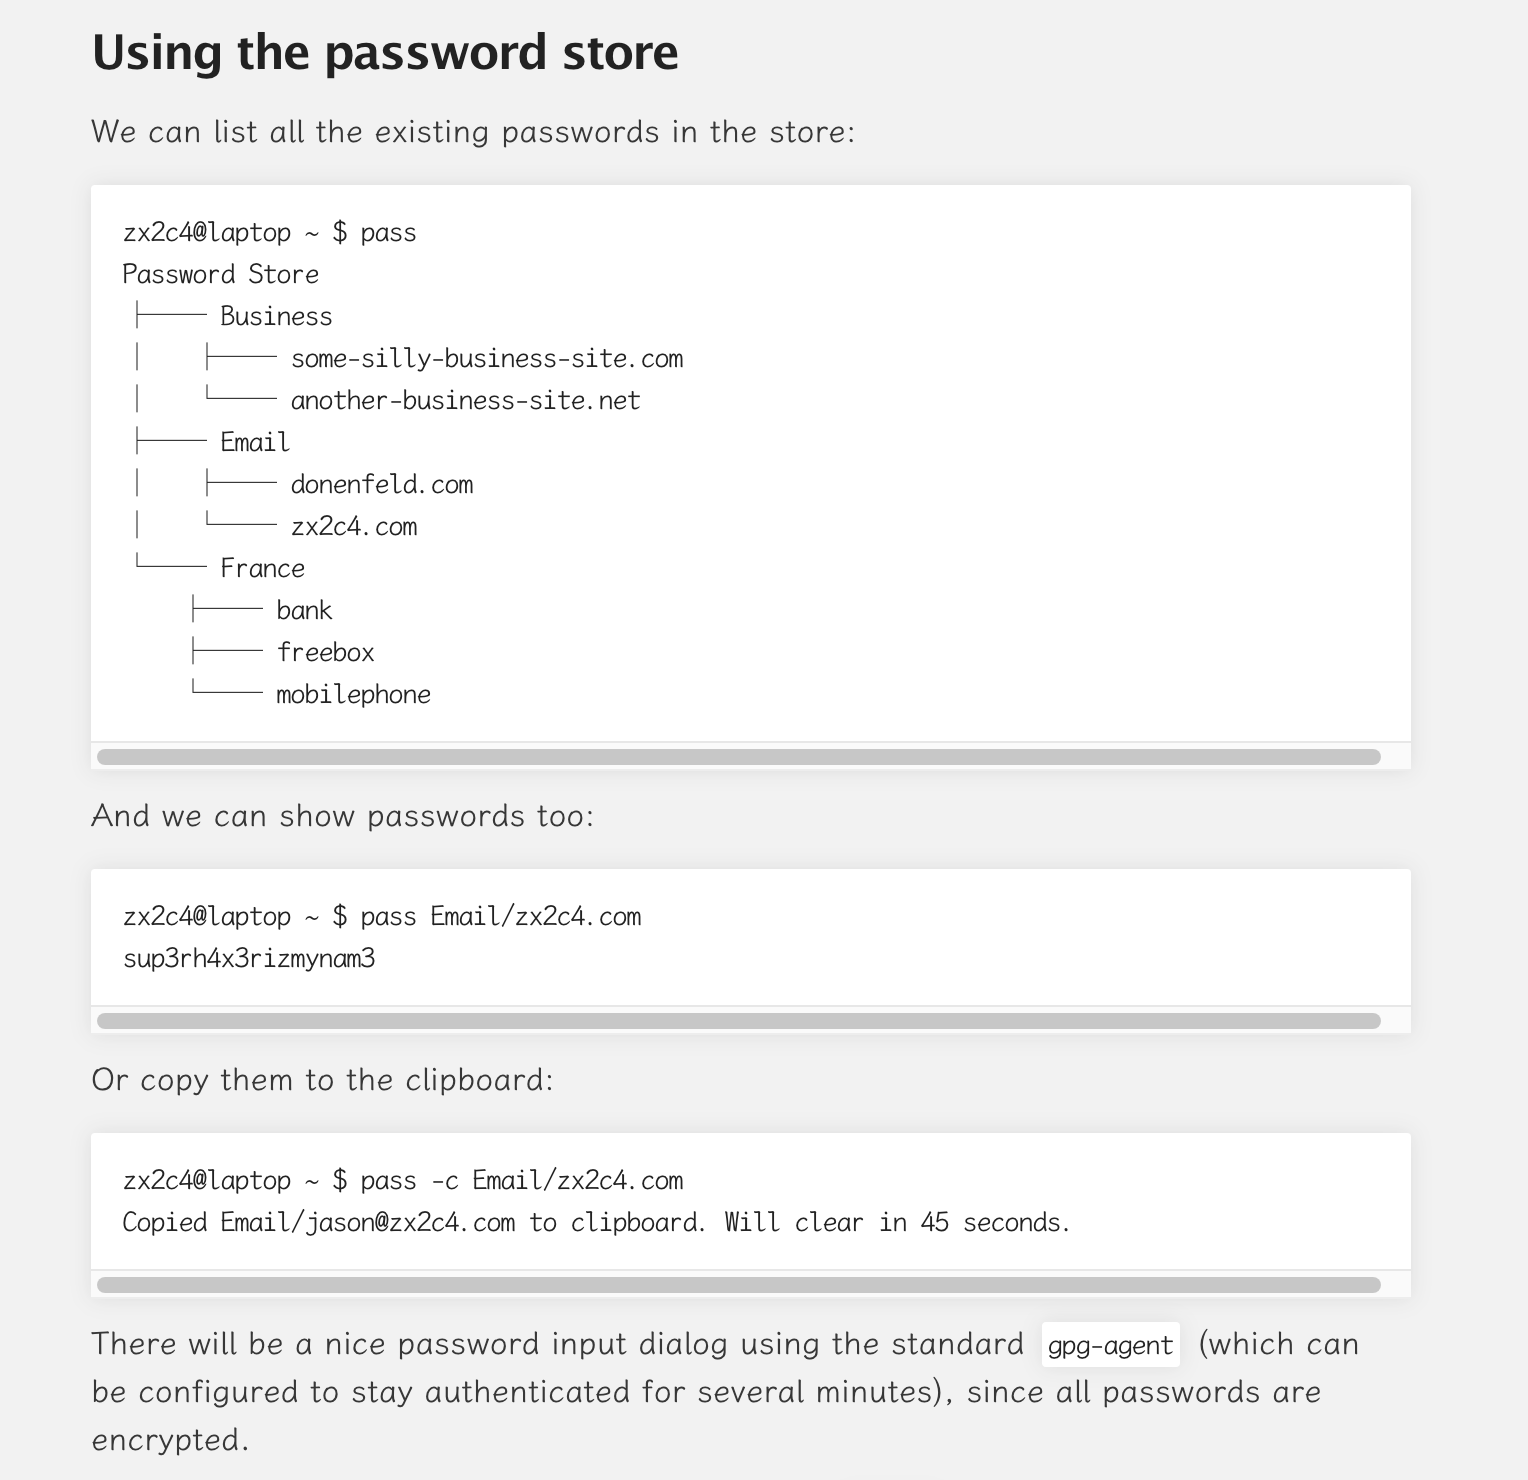 Using the password store
We can list all the existing passwords in the store:
zx2c4@laptop ~ $ pass
Password Store
├── Business
│   ├── some-silly-business-site.com
│   └── another-business-site.net
├── Email
│   ├── donenfeld.com
│   └── zx2c4.com
└── France
    ├── bank
    ├── freebox
    └── mobilephone
And we can show passwords too:
zx2c4@laptop ~ $ pass Email/zx2c4.com
sup3rh4x3rizmynam3
Or copy them to the clipboard:
zx2c4@laptop ~ $ pass -c Email/zx2c4.com
Copied Email/jason@zx2c4.com to clipboard. Will clear in 45 seconds.
There will be a nice password input dialog using the standard gpg-agent (which can
be configured to stay authenticated for several minutes), since all passwords are
encrypted.